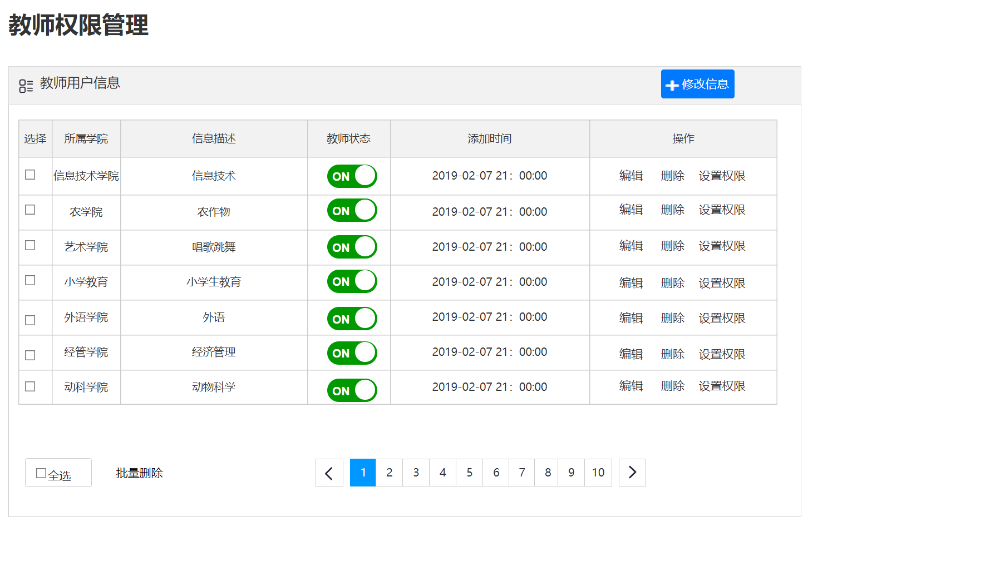 教师权限管理
教师用户信息 修改信息
选择 所属学院 信息描述 教师状态 添加时间 操作
信息技术学院 信息技术 ON 2019-02-07 21：00:00 编辑 删除 设置权限
农学院 农作物 ON 2019-02-07 21：00:00 编辑 删除 设置权限
艺术学院 唱歌跳舞 ON 2019-02-07 21：00:00 编辑 删除 设置权限
小学教育 小学生教育 ON 2019-02-07 21：00:00 编辑 删除 设置权限
外语学院 外语 ON 2019-02-07 21：00:00 编辑 删除 设置权限
经管学院 经济管理 ON 2019-02-07 21：00:00 编辑 删除 设置权限
动科学院 动物科学 ON 2019-02-07 21：00:00 编辑 删除 设置权限
全选 批量删除 1 2 3 4 5 6 7 8 9 10